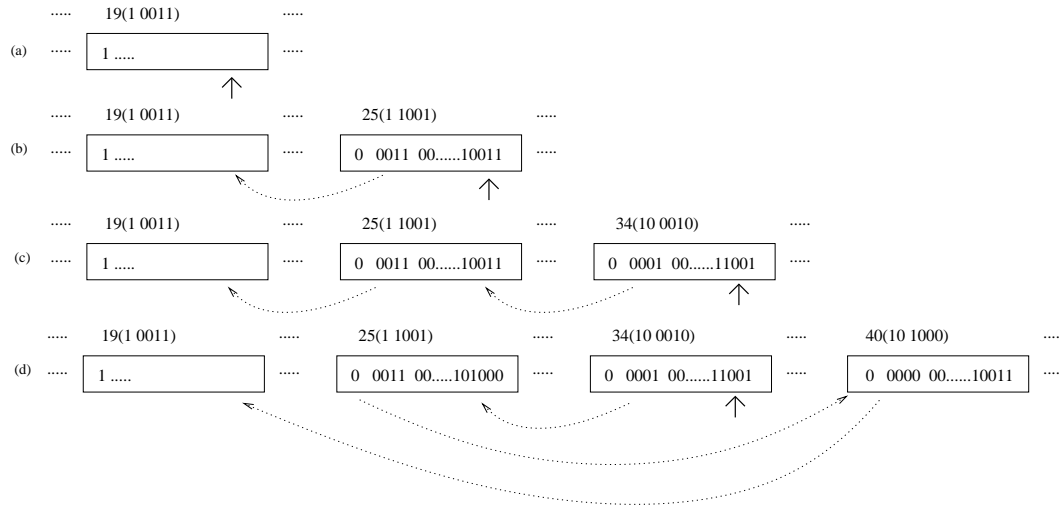 ..... 19(1 0011) .....
(a) ..... 1 ..... .....
..... 19(1 0011) ..... 25(1 1001) .....
(b) ..... 1 ..... ..... 0 0011 00......10011 .....
..... 19(1 0011) ..... 25(1 1001) ..... 34(10 0010) .....
(c) ..... 1 ..... ..... 0 0011 00......10011 ..... 0 0001 00......11001 .....
..... 19(1 0011) ..... 25(1 1001) ..... 34(10 0010) ..... 40(10 1000) ....
(d) ..... 1 ..... ..... 0 0011 00.....101000 ..... 0 0001 00......11001 ..... 0 0000 00......10011 ....